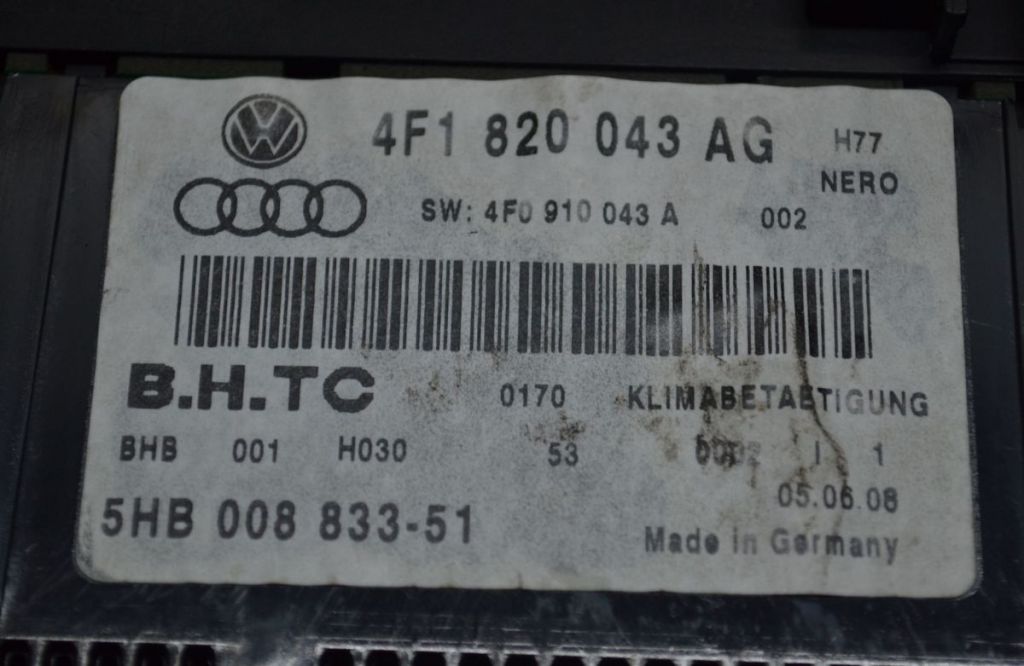 4F1 820 043 AG H77
NERO
SW: 4F0 910 043 A 002
B.H.TC 0170 KLIMABETAETIGUNG
BHB 001 H030 53 0002 I 1
05.06.08
5HB 008 833-51
Made in Germany